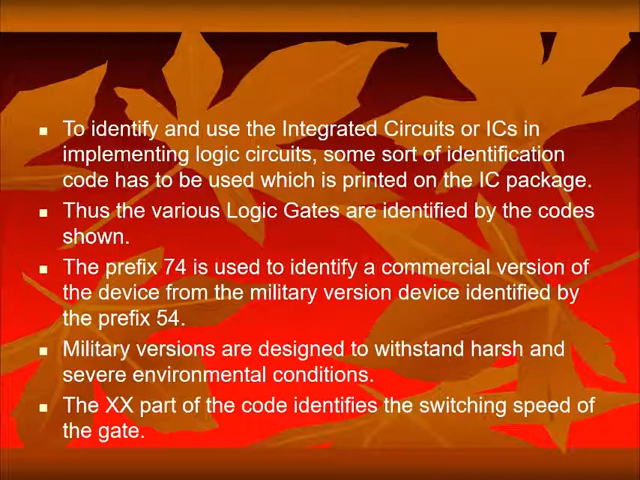 To identify and use the Integrated Circuits or ICs in
implementing logic circuits, some sort of identification
code has to be used which is printed on the IC package.
Thus the various Logic Gates are identified by the codes
shown.
The prefix 74 is used to identify a commercial version of
the device from the military version device identified by
the prefix 54.
Military versions are designed to withstand harsh and
severe environmental conditions.
The XX part of the code identifies the switching speed of
the gate.